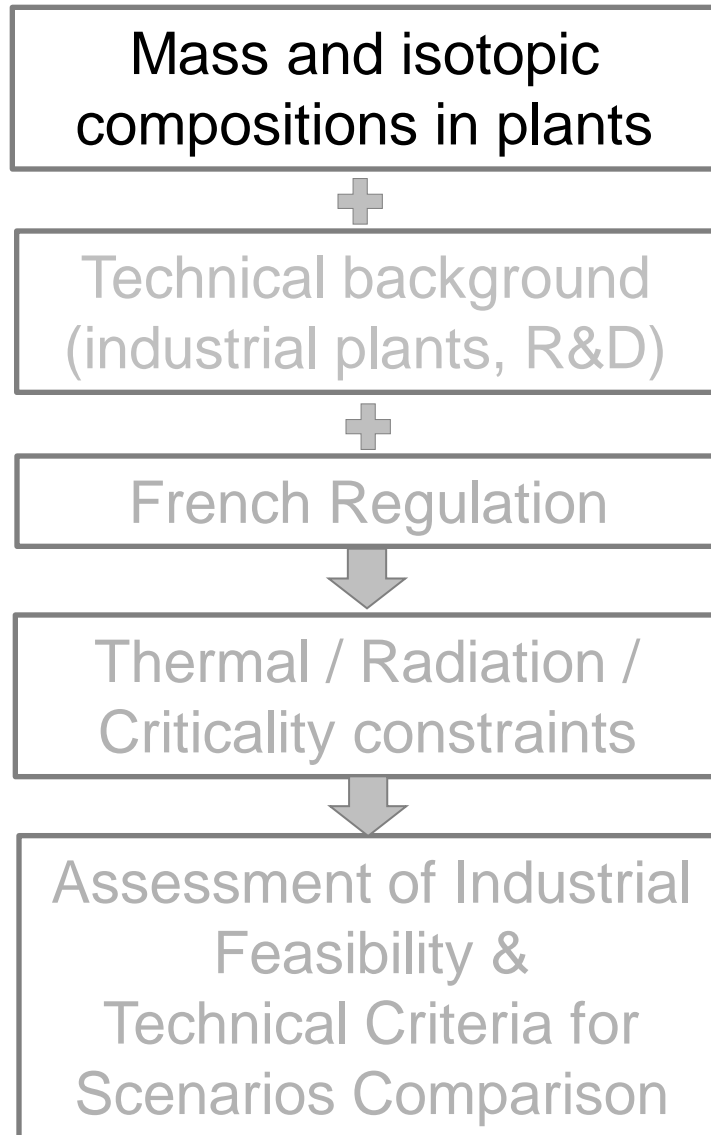 Mass and isotopic
compositions in plants
Technical background
(industrial plants, R&D)
French Regulation
Thermal / Radiation /
Criticality constraints
Assessment of Industrial
Feasibility &
Technical Criteria for
Scenarios Comparison